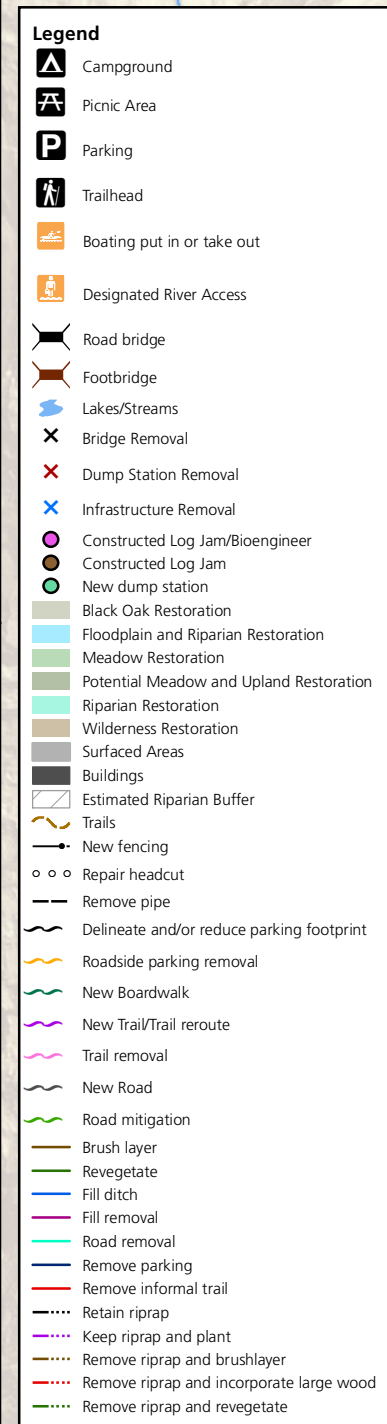 Legend
Campground
Picnic Area
P Parking
Trailhead
Boating put in or take out
Designated River Access
Road bridge
Footbridge
Lakes/Streams
Bridge Removal
Dump Station Removal
Infrastructure Removal
Constructed Log Jam/Bioengineer
Constructed Log Jam
New dump station
Black Oak Restoration
Floodplain and Riparian Restoration
Meadow Restoration
Potential Meadow and Upland Restoration
Riparian Restoration
Wilderness Restoration
Surfaced Areas
Buildings
Estimated Riparian Buffer
Trails
New fencing
Repair headcut
Remove pipe
Delineate and/or reduce parking footprint
Roadside parking removal
New Boardwalk
New Trail/Trail reroute
Trail removal
New Road
Road mitigation
Brush layer
Revegetate
Fill ditch
Fill removal
Road removal
Remove parking
Remove informal trail
Retain riprap
Keep riprap and plant
Remove riprap and brushlayer
Remove riprap and incorporate large wood
Remove riprap and revegetate